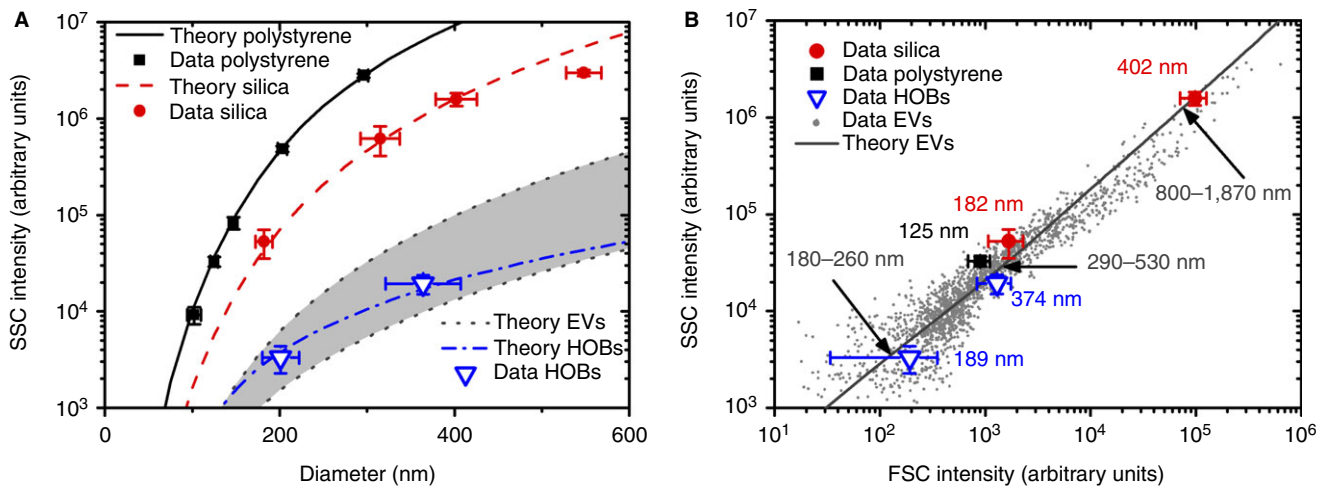 A
10⁷
10⁶
10⁵
10⁴
10³
SSC intensity (arbitrary units)
Theory polystyrene
Data polystyrene
Theory silica
Data silica
Theory EVs
Theory HOBs
Data HOBs
0
200
400
600
Diameter (nm)
B
10⁷
10⁶
10⁵
10⁴
10³
SSC intensity (arbitrary units)
Data silica
Data polystyrene
Data HOBs
Data EVs
Theory EVs
402 nm
800–1,870 nm
182 nm
125 nm
180–260 nm
290–530 nm
374 nm
189 nm
10¹
10²
10³
10⁴
10⁵
10⁶
FSC intensity (arbitrary units)